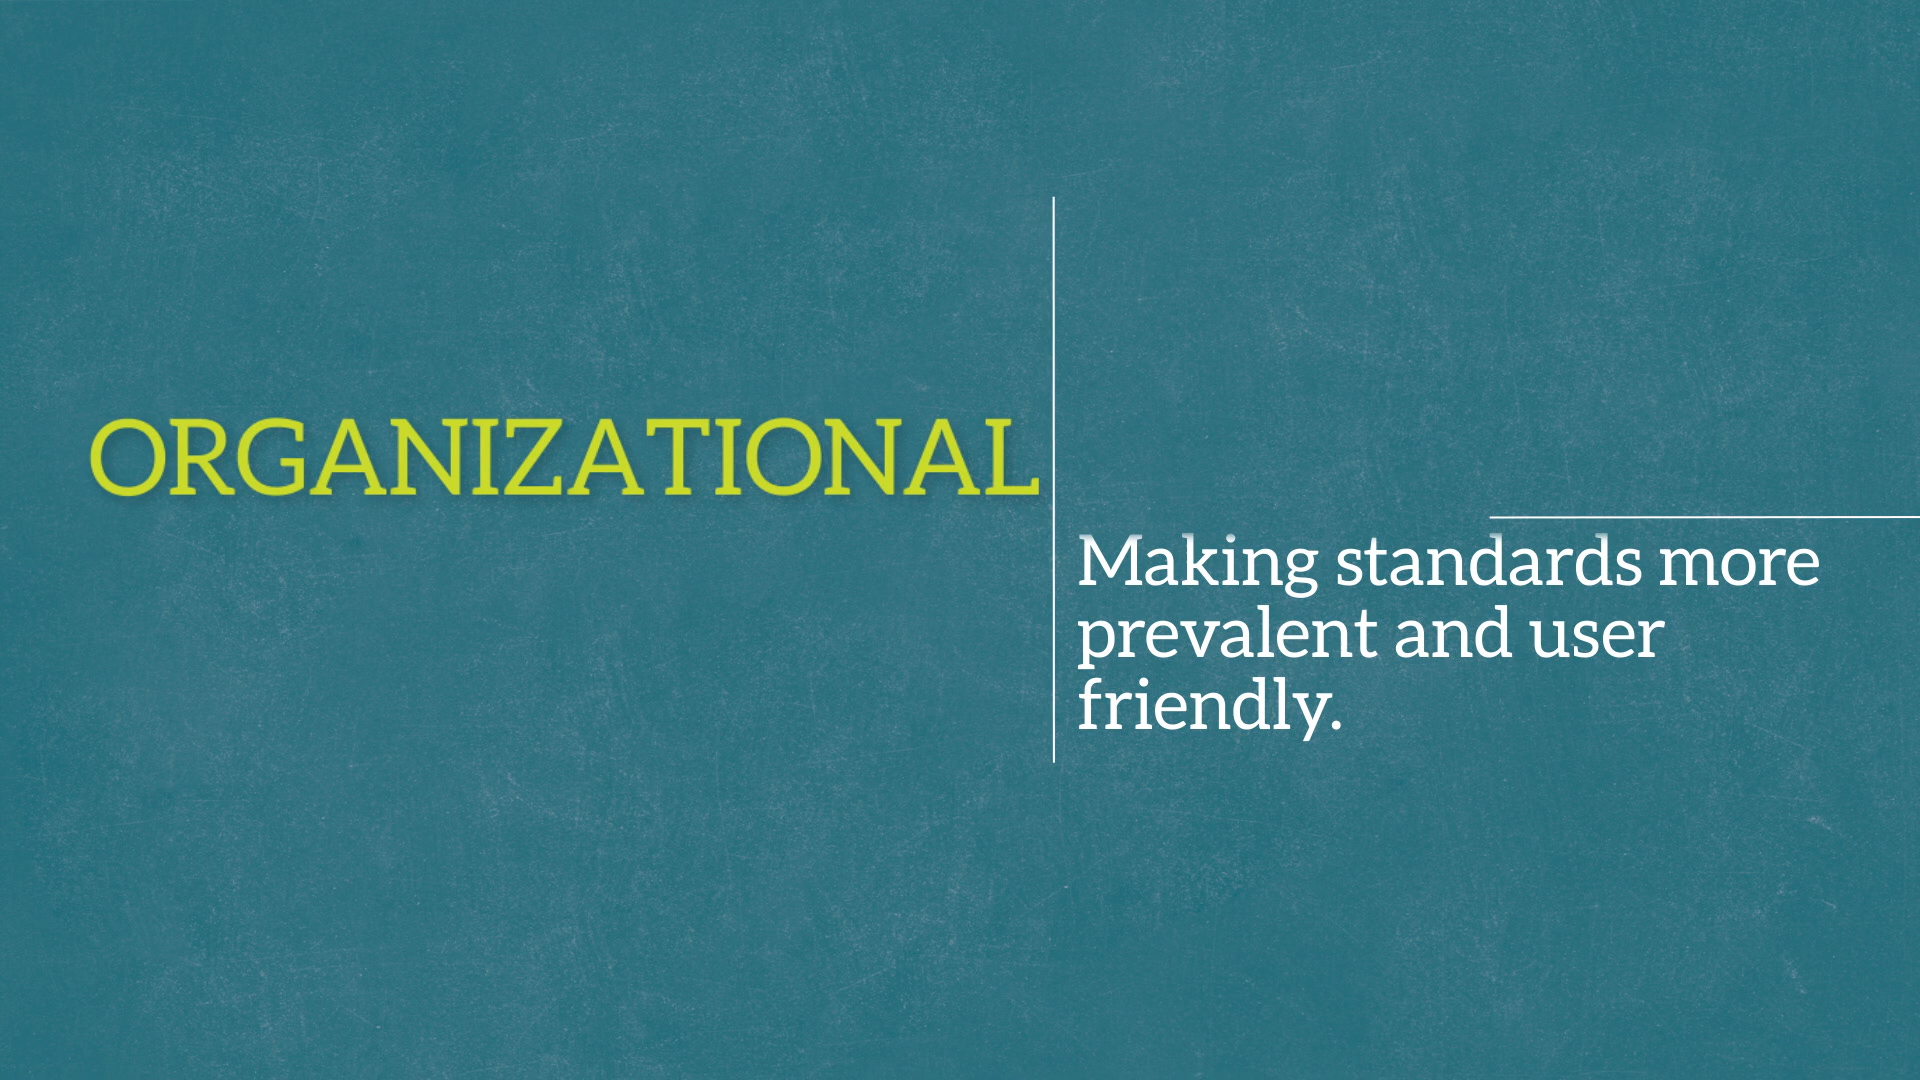 ORGANIZATIONAL
Making standards more
prevalent and user
friendly.